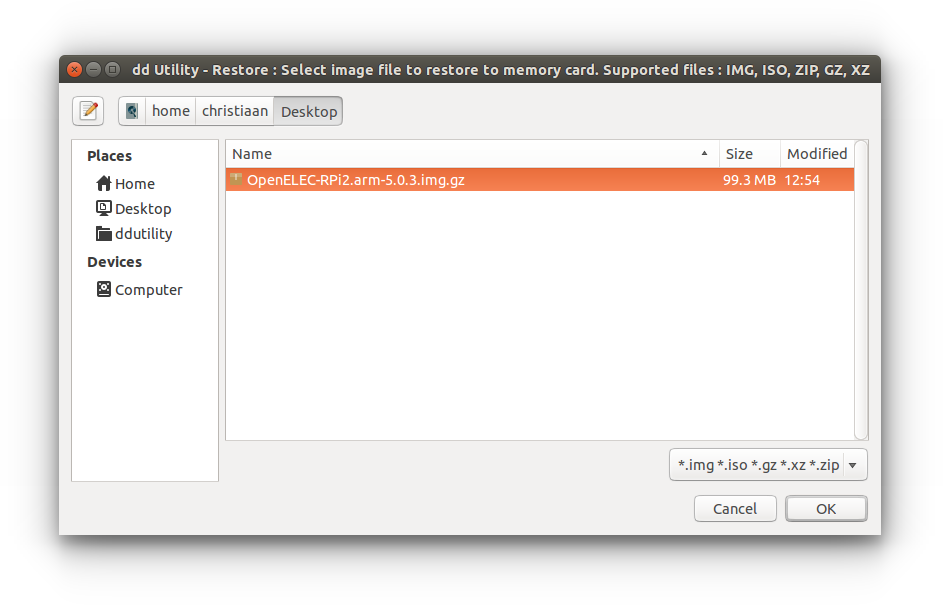 dd Utility - Restore : Select image file to restore to memory card. Supported files : IMG, ISO, ZIP, GZ, XZ
home christiaan Desktop
Places
Home
Desktop
ddutility
Devices
Computer
Name Size Modified
OpenELEC-RPi2.arm-5.0.3.img.gz 99.3 MB 12:54
*.img *.iso *.gz *.xz *.zip
Cancel OK